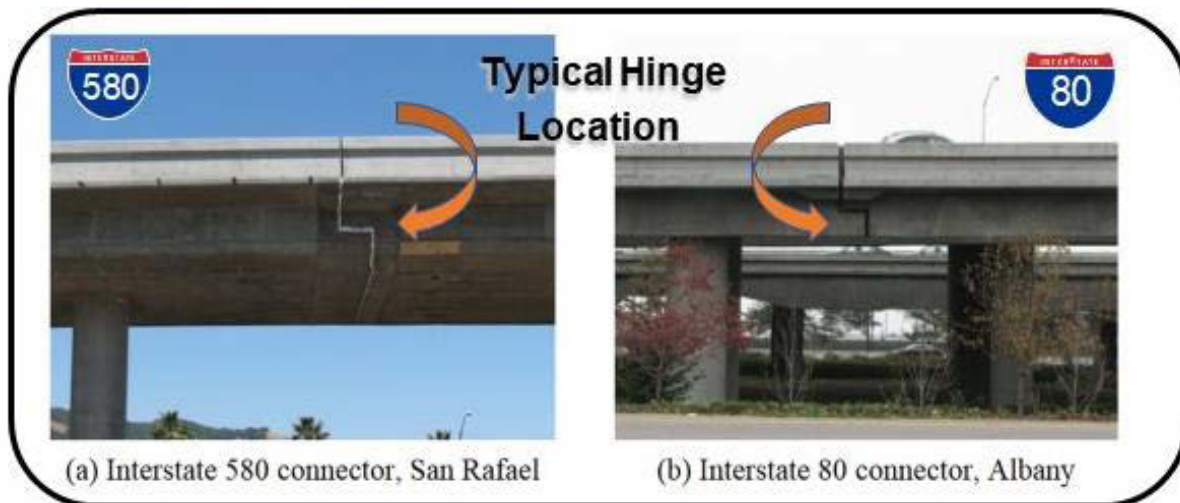 INTERSTATE
580
Typical Hinge
Location
INTERSTATE
80
(a) Interstate 580 connector, San Rafael
(b) Interstate 80 connector, Albany